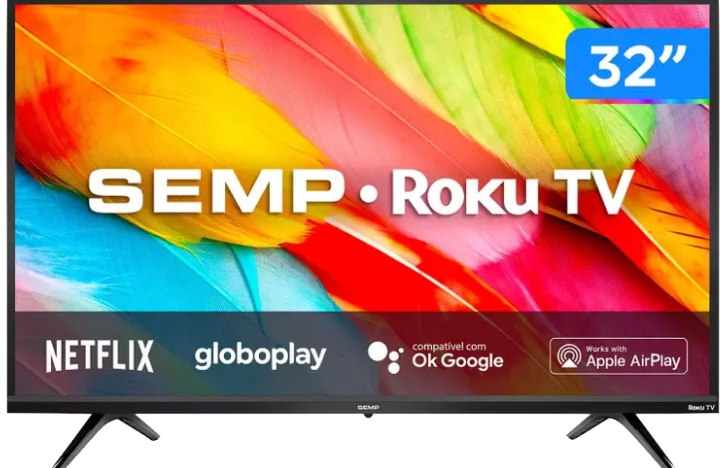 32”
SEMP • Roku TV
NETFLIX
globoplay
compatível com
Ok Google
Works with
Apple AirPlay
SEMP
Roku TV